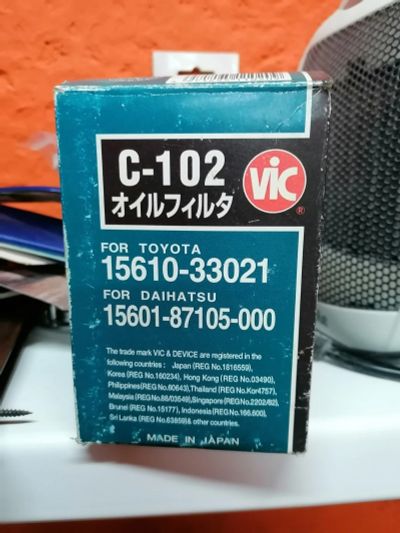 C-102
オイルフィルタ
ViC
®
FOR TOYOTA
15610-33021
FOR DAIHATSU
15601-87105-000
The trade mark VIC & DEVICE are registered in the
following countries : Japan (REG No.1816559),
Korea (REG No.160234), Hong Kong (REG No.03490),
Philippines(REG No.60643),Thailand (REG No.Kor4757),
Malaysia(REG No.88/03549),Singapore(REG No.2202/82),
Brunei (REG No.15177), Indonesia(REG No.166.600),
Sri Lanka (REG No.63859)& other countries.
MADE IN JAPAN